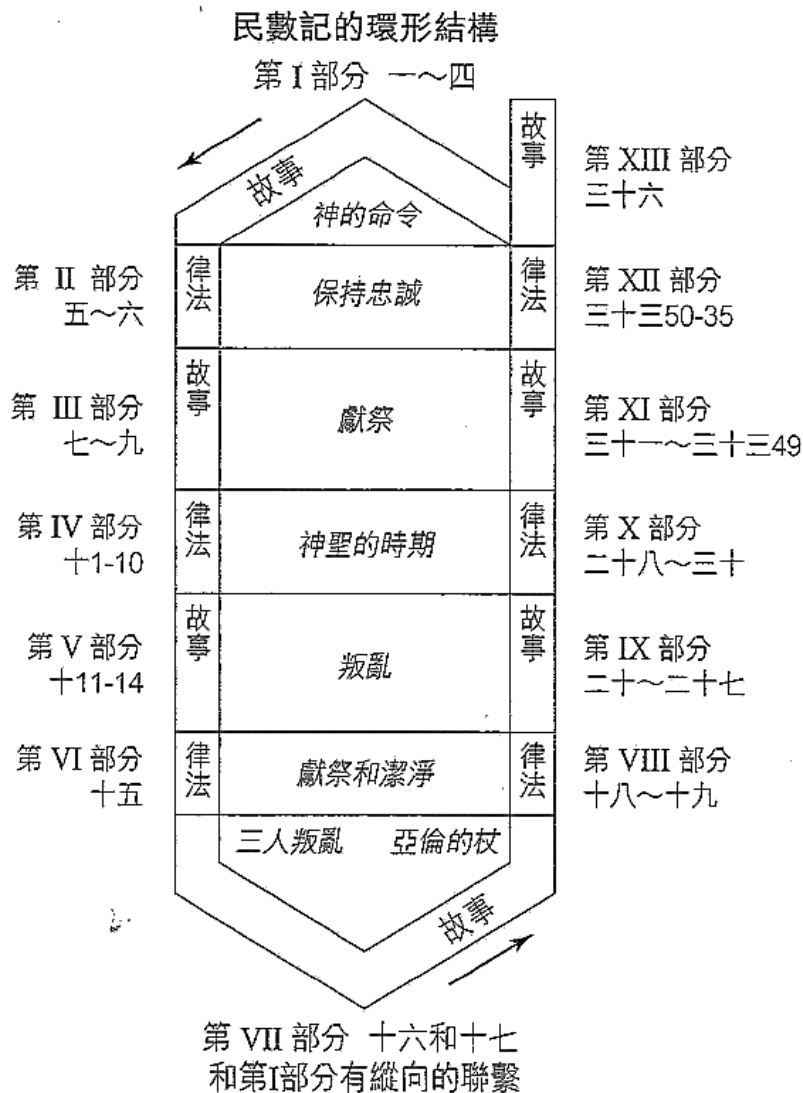 民數記的環形結構
第 I 部分 一～四
故事
故事
第 XIII 部分
三十六
神的命令
第 II 部分
五～六
律法
保持忠誠
律法
第 XII 部分
三十三50-35
第 III 部分
七～九
故事
獻祭
故事
第 XI 部分
三十一～三十三49
第 IV 部分
十1-10
律法
神聖的時期
律法
第 X 部分
二十八～三十
第 V 部分
十11-14
故事
叛亂
故事
第 IX 部分
二十～二十七
第 VI 部分
十五
律法
獻祭和潔淨
律法
第 VIII 部分
十八～十九
三人叛亂 亞倫的杖
故事
第 VII 部分 十六和十七
和第I部分有縱向的聯繫